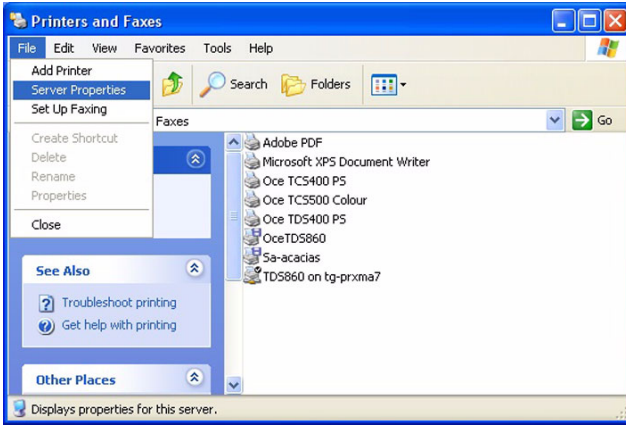 Printers and Faxes
File Edit View Favorites Tools Help
Add Printer
Server Properties
Set Up Faxing
Create Shortcut
Delete
Rename
Properties
Close
Search Folders
Faxes Go
See Also
Troubleshoot printing
Get help with printing
Other Places
Adobe PDF
Microsoft XPS Document Writer
Oce TCS400 PS
Oce TCS500 Colour
Oce TDS400 PS
OceTDS860
Sa-acacias
TDS860 on tg-prxma7
Displays properties for this server.